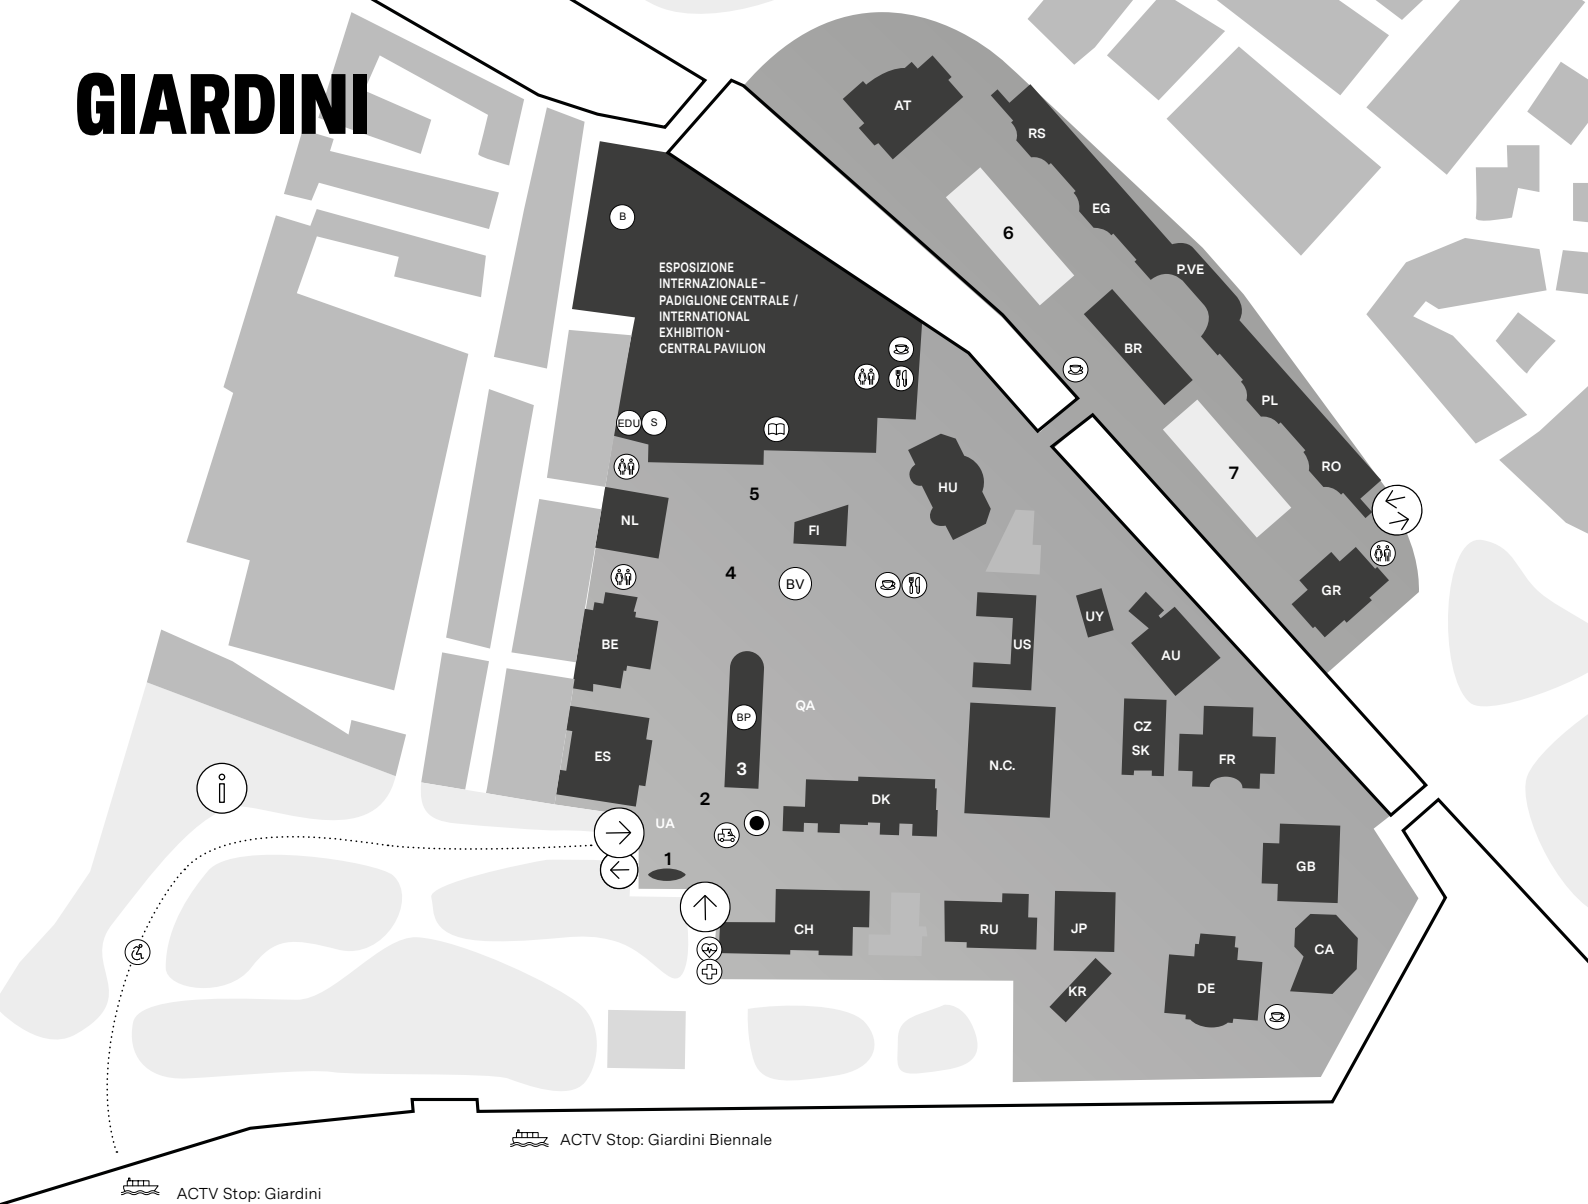 GIARDINI
AT
RS
B
EG
6
P.VE
ESPOSIZIONE
INTERNAZIONALE –
PADIGLIONE CENTRALE /
INTERNATIONAL
EXHIBITION -
CENTRAL PAVILION
BR
PL
EDU
S
RO
7
HU
5
NL
FI
4
BV
GR
UY
BE
US
AU
QA
BP
CZ
SK
ES
3
N.C.
FR
2
DK
UA
1
GB
CH
RU
JP
CA
KR
DE
ACTV Stop: Giardini Biennale
ACTV Stop: Giardini